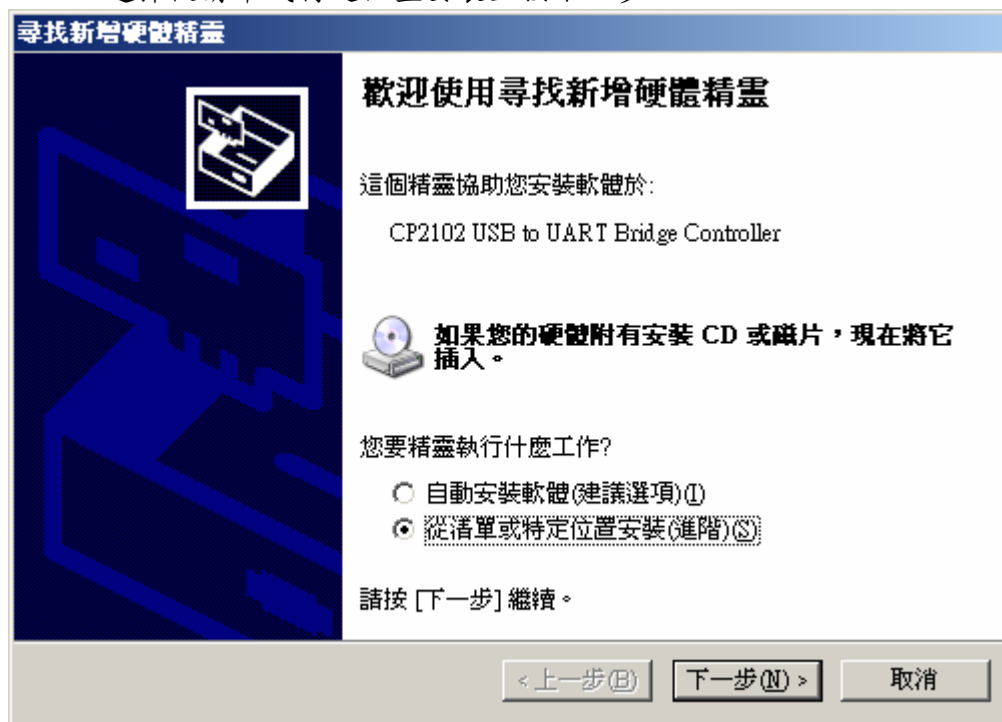 尋找新增硬體精靈
歡迎使用尋找新增硬體精靈
這個精靈協助您安裝軟體於:
CP2102 USB to UART Bridge Controller
如果您的硬體附有安裝 CD 或磁片，現在將它
插入。
您要精靈執行什麼工作?
自動安裝軟體(建議選項)(I)
從清單或特定位置安裝(進階)(S)
請按 [下一步] 繼續。
<上一步(B)
下一步(N) >
取消